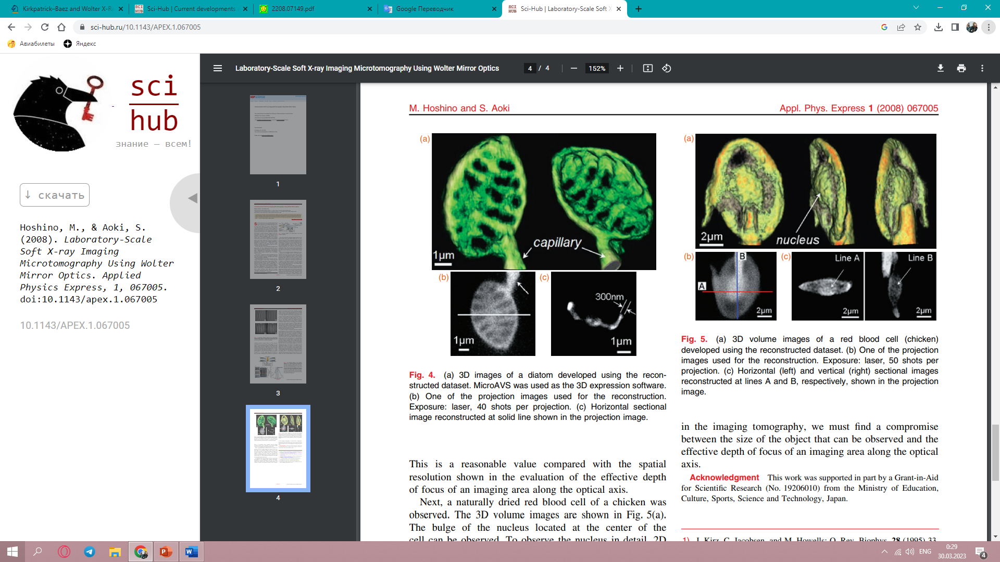 Kirkpatrick–Baez and Wolter X-Ra
Sci-Hub | Current developments
2208.07149.pdf
Google Переводчик
Sci-Hub | Laboratory-Scale Soft X
sci-hub.ru/10.1143/APEX.1.067005
Авиабилеты
Яндекс
sci
hub
знание — всем!
↓ скачать
Hoshino, M., & Aoki, S.
(2008). Laboratory-Scale
Soft X-ray Imaging
Microtomography Using Wolter
Mirror Optics. Applied
Physics Express, 1, 067005.
doi:10.1143/apex.1.067005
10.1143/APEX.1.067005
Laboratory-Scale Soft X-ray Imaging Microtomography Using Wolter Mirror Optics
4 / 4
152%
1
2
3
4
M. Hoshino and S. Aoki
Appl. Phys. Express 1 (2008) 067005
(a)
capillary
1μm
(b)
1μm
(c)
300nm
1μm
Fig. 4. (a) 3D images of a diatom developed using the recon-
structed dataset. MicroAVS was used as the 3D expression software.
(b) One of the projection images used for the reconstruction.
Exposure: laser, 40 shots per projection. (c) Horizontal sectional
image reconstructed at solid line shown in the projection image.
This is a reasonable value compared with the spatial
resolution shown in the evaluation of the effective depth
of focus of an imaging area along the optical axis.
Next, a naturally dried red blood cell of a chicken was
observed. The 3D volume images are shown in Fig. 5(a).
The bulge of the nucleus located at the center of the
cell can be observed. To observe the nucleus in detail, 2D
(a)
2μm
nucleus
(b)
B
A
2μm
(c)
Line A
2μm
Line B
2μm
Fig. 5. (a) 3D volume images of a red blood cell (chicken)
developed using the reconstructed dataset. (b) One of the projection
images used for the reconstruction. Exposure: laser, 50 shots per
projection. (c) Horizontal (left) and vertical (right) sectional images
reconstructed at lines A and B, respectively, shown in the projection
image.
in the imaging tomography, we must find a compromise
between the size of the object that can be observed and the
effective depth of focus of an imaging area along the optical
axis.
Acknowledgment This work was supported in part by a Grant-in-Aid
for Scientific Research (No. 19206010) from the Ministry of Education,
Culture, Sports, Science and Technology, Japan.
1) J. Kirz, C. Jacobsen, and M. Howells: Q. Rev. Biophys. 28 (1995) 33.
ENG
0:29
30.03.2023
4